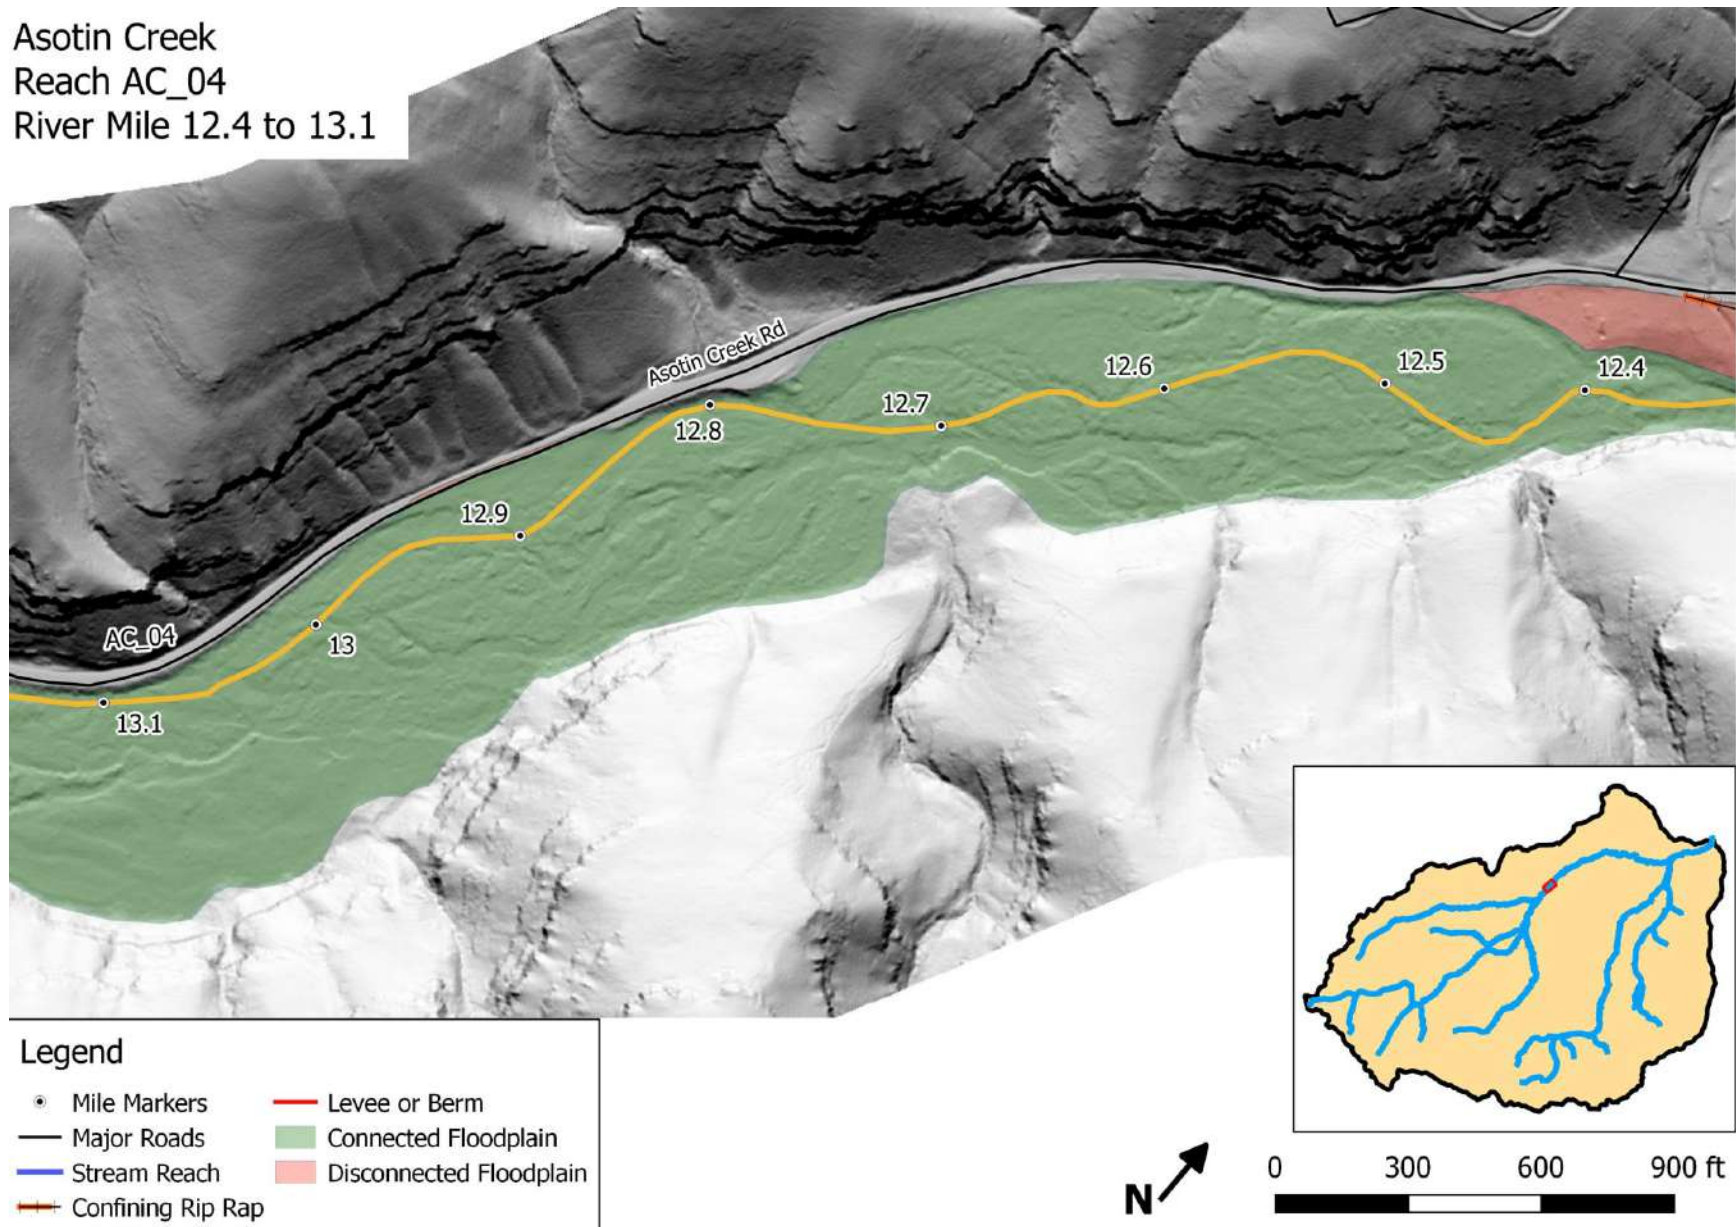 Asotin Creek
Reach AC_04
River Mile 12.4 to 13.1
Asotin Creek Rd
12.4
12.5
12.6
12.7
12.8
12.9
13
AC_04
13.1
Legend
Mile Markers
Major Roads
Stream Reach
Confining Rip Rap
Levee or Berm
Connected Floodplain
Disconnected Floodplain
N
0 300 600 900 ft